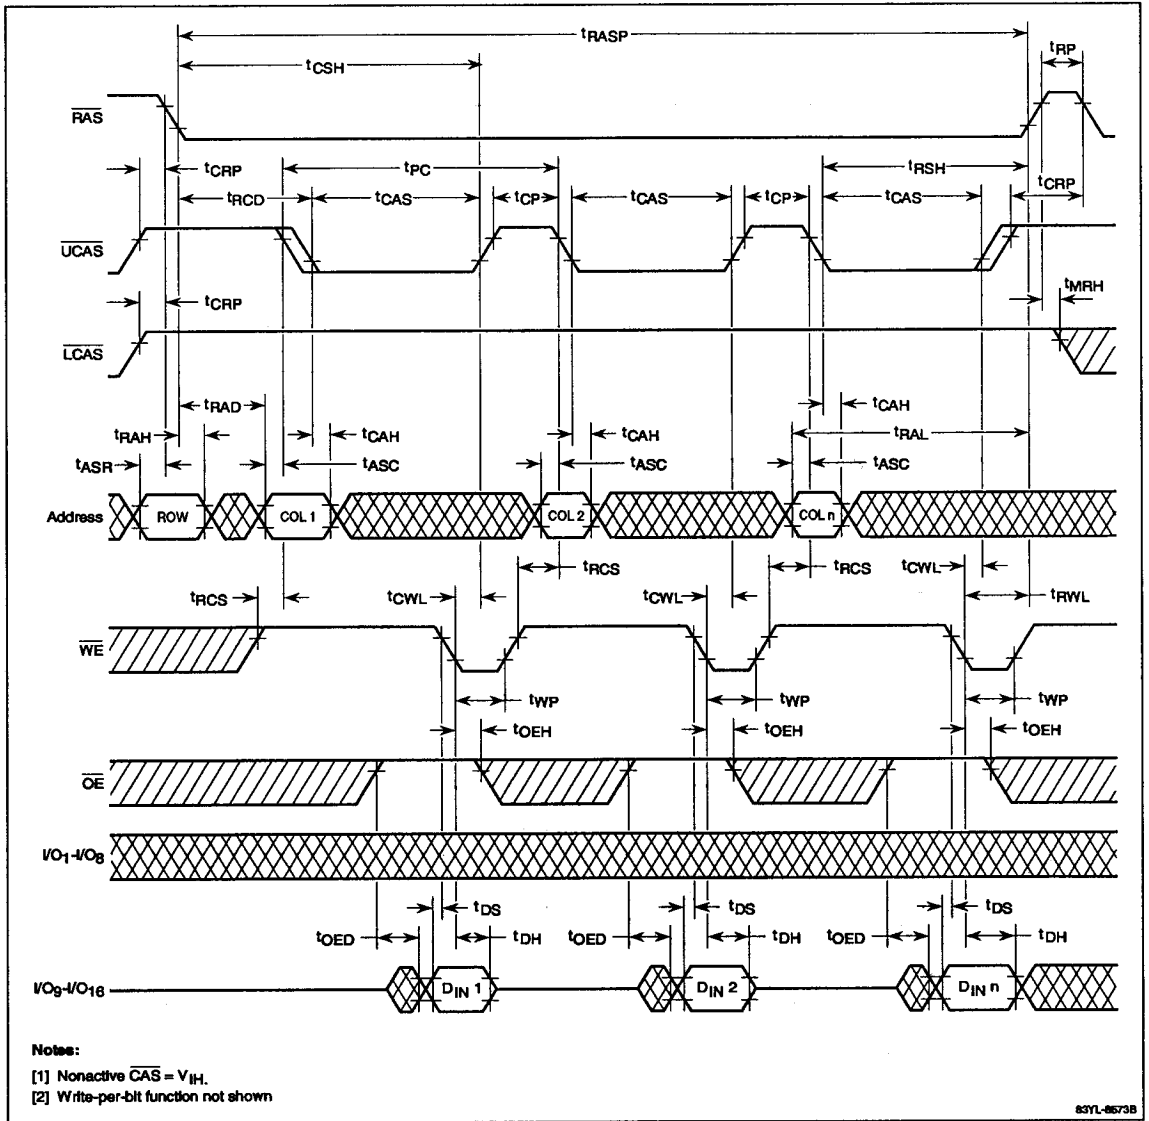 tRASP
tCSH
tRP
RAS
tCRP
tPC
tRSH
tRCD
tCAS
tCP
tCAS
tCP
tCAS
tCRP
UCAS
tCRP
tMRH
LCAS
tRAD
tCAH
tRAH
tCAH
tCAH
tRAL
tASR
tASC
tASC
tASC
Address
ROW
COL 1
COL 2
COL n
tRCS
tRCS
tCWL
tRCS
tCWL
tCWL
tRWL
WE
tWP
tWP
tWP
tOEH
tOEH
tOEH
OE
I/O1-I/O8
tDS
tDS
tDS
tOED
tDH
tOED
tDH
tOED
tDH
I/O9-I/O16
DIN 1
DIN 2
DIN n
Notes:
[1] Nonactive CAS = VIH.
[2] Write-per-bit function not shown
83YL-8573B